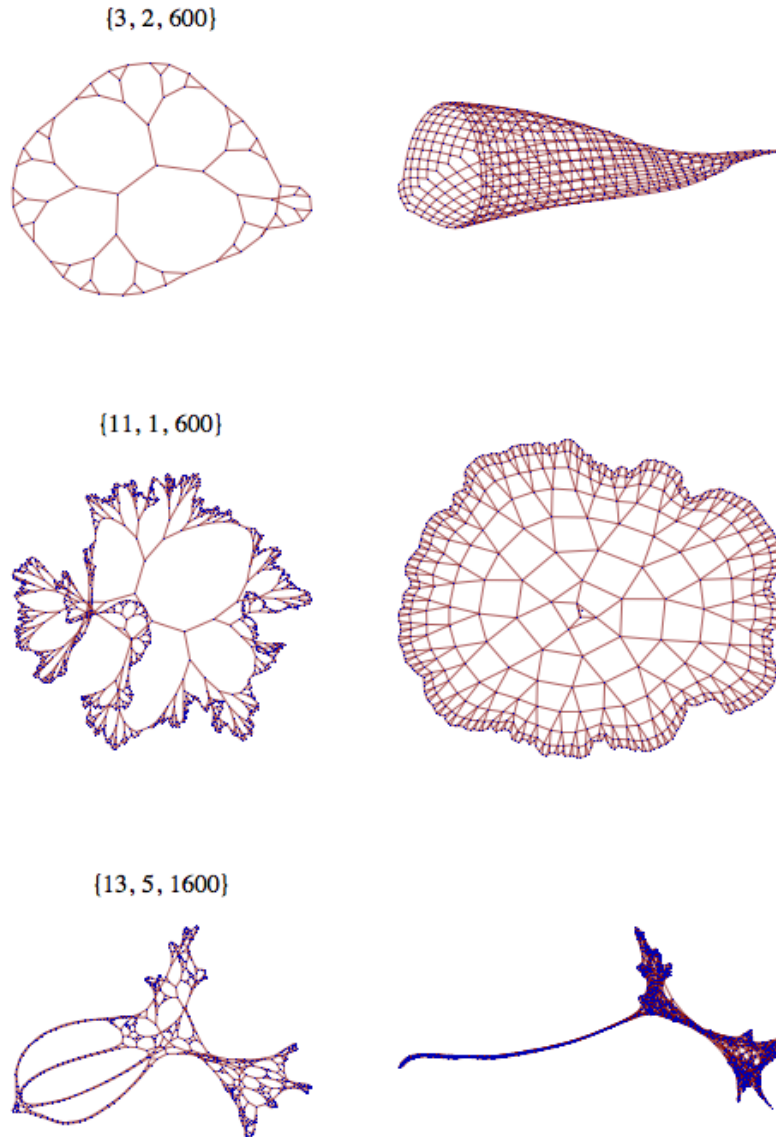 {3, 2, 600}
{11, 1, 600}
{13, 5, 1600}